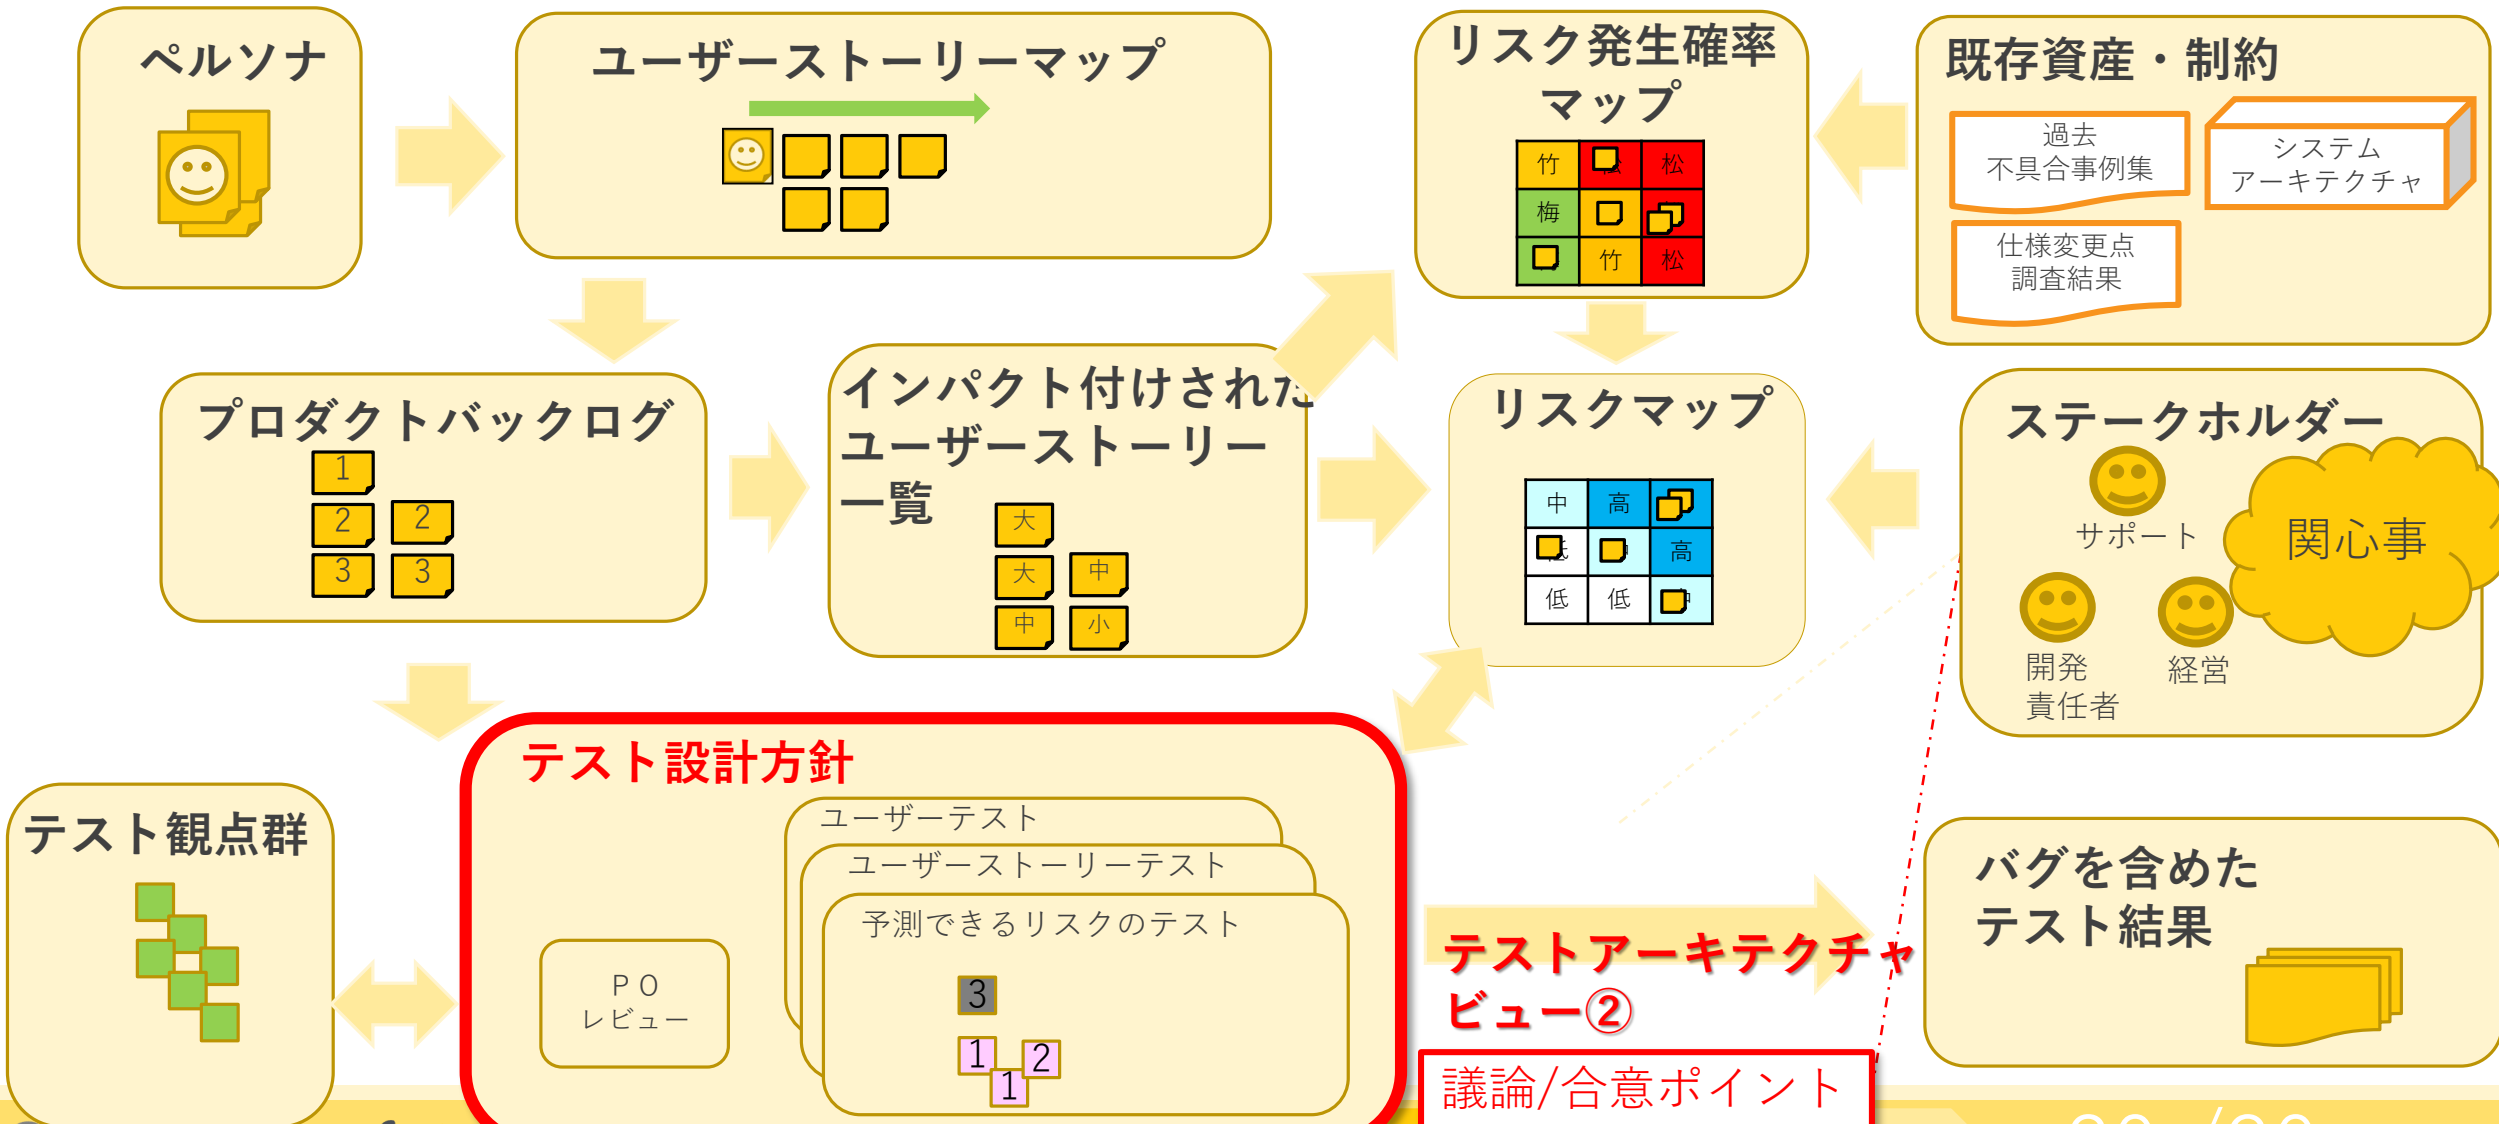 ペルソナ
ユーザーストーリーマップ
リスク発生確率
マップ
竹
松
梅
竹
松
既存資産・制約
過去
不具合事例集
システム
アーキテクチャ
仕様変更点
調査結果
プロダクトバックログ
1
2
2
3
3
インパクト付けされた
ユーザーストーリー
一覧
大
大
中
中
小
リスクマップ
中
高
低
高
低
低
ステークホルダー
サポート
関心事
開発
責任者
経営
テスト設計方針
ユーザーテスト
ユーザーストーリーテスト
予測できるリスクのテスト
3
1
2
1
ＰＯ
レビュー
テスト観点群
テストアーキテクチャ
ビュー②
議論/合意ポイント
バグを含めた
テスト結果